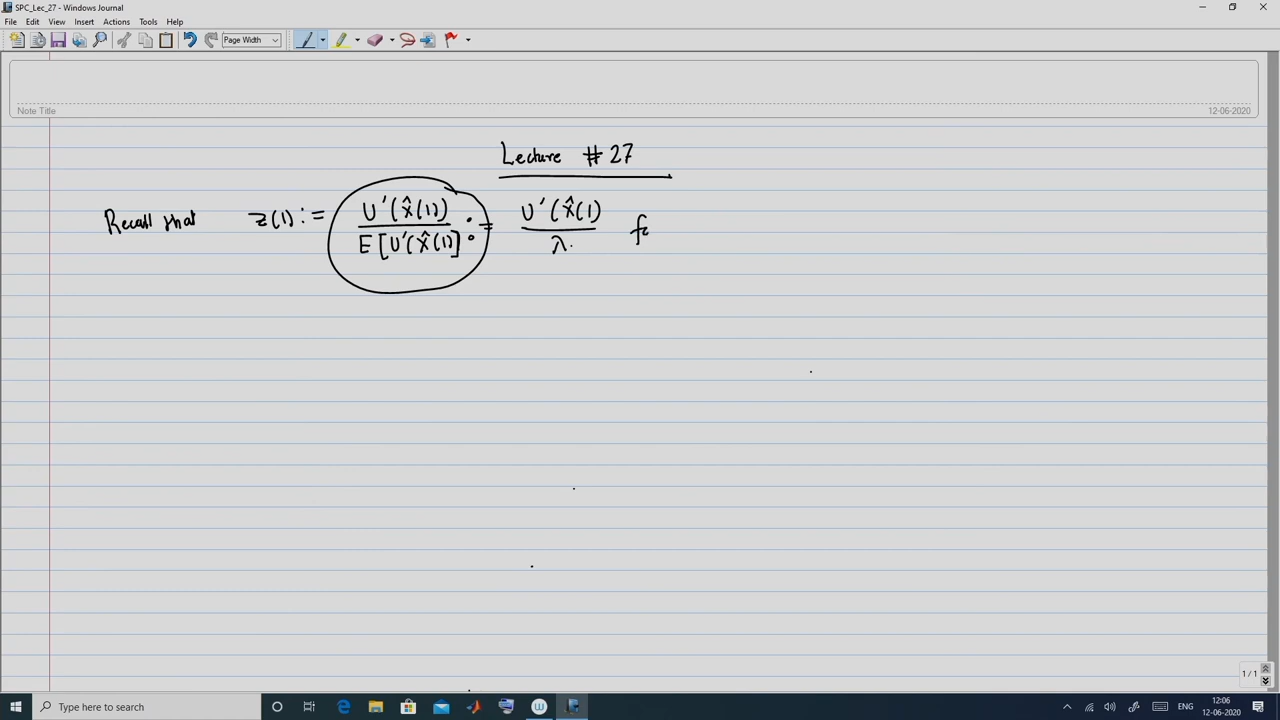 SPC_Lec_27 - Windows Journal
File Edit View Insert Actions Tools Help
Page Width
Note Title
12-06-2020
Lecture # 27
Recall that z(1) := U'(X̂(1)) / E[U'(X̂(1)] := U'(X̂(1) / λ. fo
1 / 1
Type here to search
ENG
12:06
12-06-2020